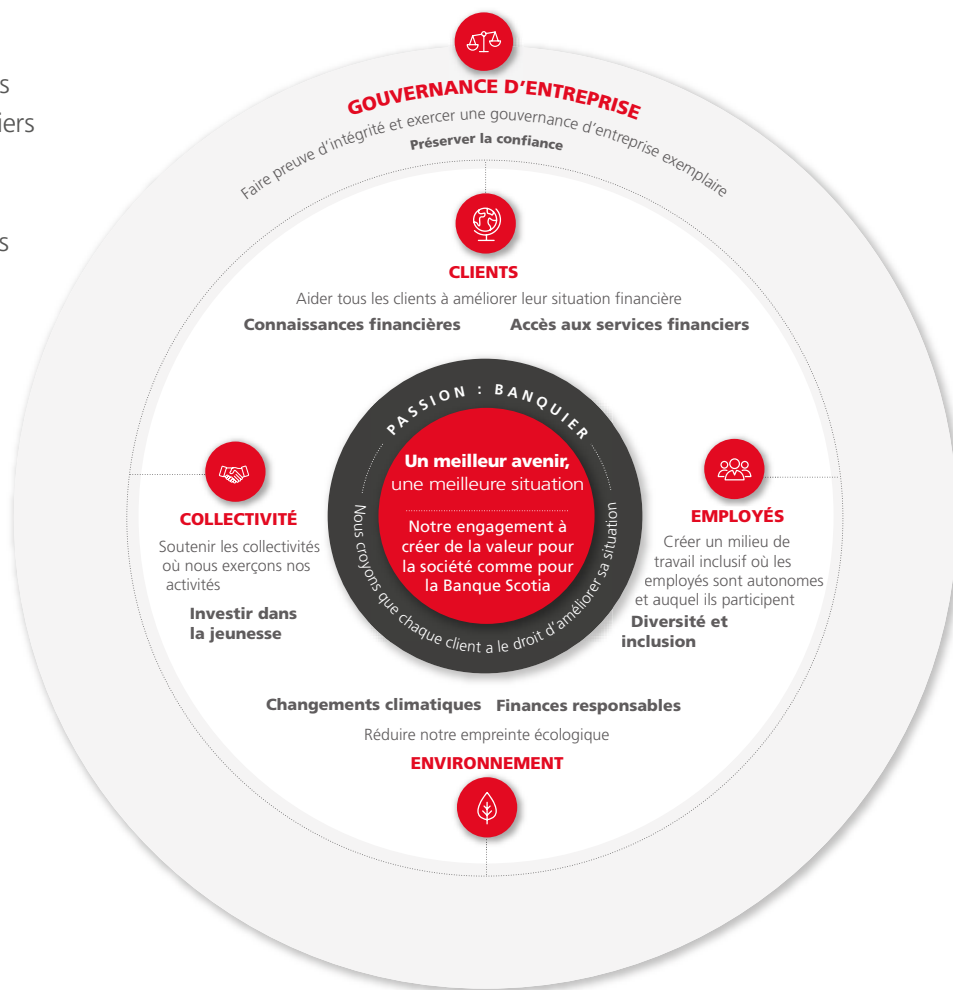 s
iers
s
GOUVERNANCE D’ENTREPRISE
Faire preuve d’intégrité et exercer une gouvernance d’entreprise exemplaire
Préserver la confiance
CLIENTS
Aider tous les clients à améliorer leur situation financière
Connaissances financières
Accès aux services financiers
PASSION : BANQUIER
Un meilleur avenir,
une meilleure situation
Notre engagement à
créer de la valeur pour
la société comme pour
la Banque Scotia
Nous croyons que chaque client a le droit d’améliorer sa situation
COLLECTIVITÉ
Soutenir les collectivités
où nous exerçons nos
activités
Investir dans
la jeunesse
EMPLOYÉS
Créer un milieu de
travail inclusif où les
employés sont autonomes
et auquel ils participent
Diversité et
inclusion
Changements climatiques
Finances responsables
Réduire notre empreinte écologique
ENVIRONNEMENT